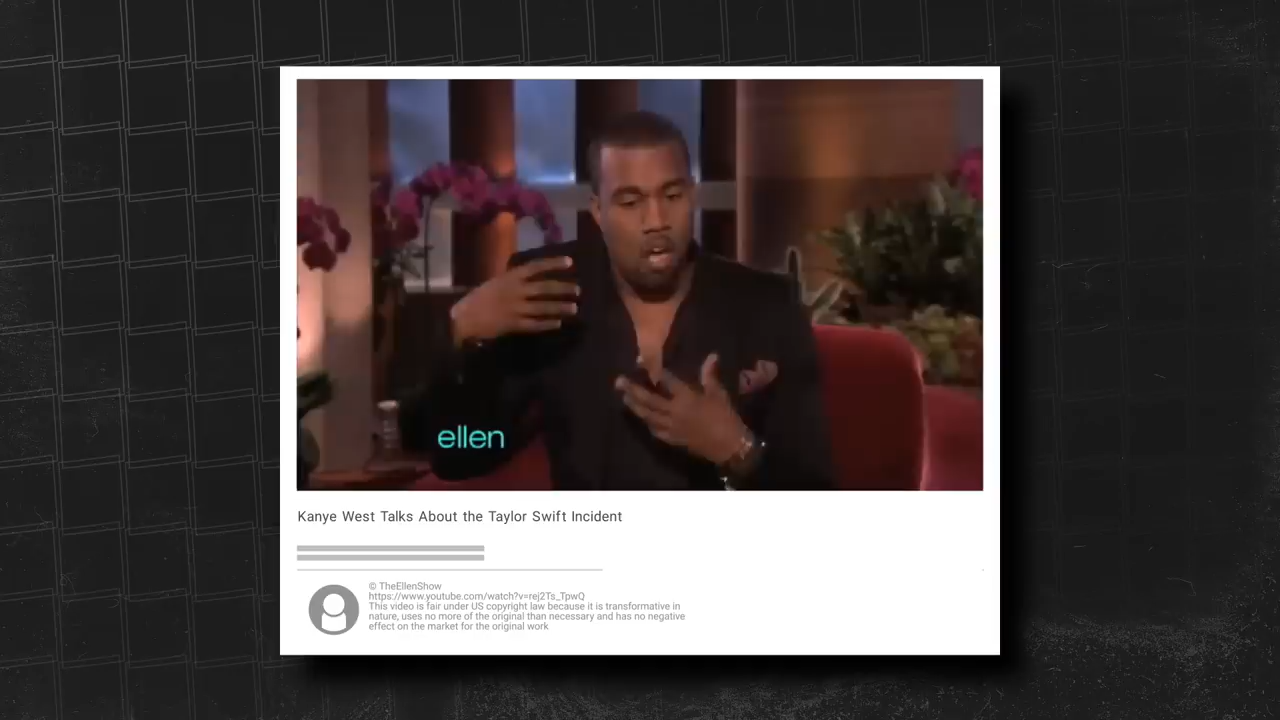 ellen
Kanye West Talks About the Taylor Swift Incident
© TheEllenShow
https://www.youtube.com/watch?v=rej2Ts_TpwQ
This video is fair under US copyright law because it is transformative in
nature, uses no more of the original than necessary and has no negative
effect on the market for the original work